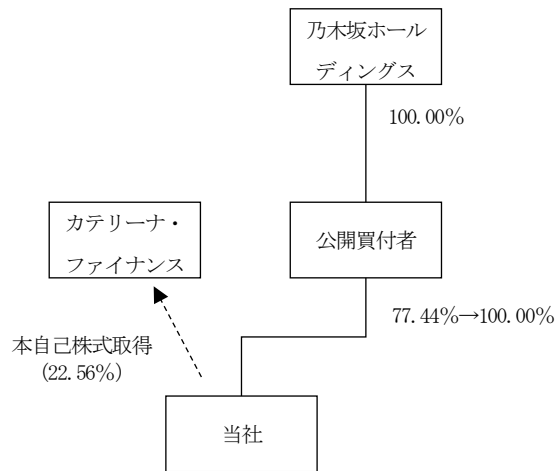 乃木坂ホール
ディングス
100.00%
カテリーナ・
ファイナンス
公開買付者
77.44%→100.00%
本自己株式取得
(22.56%)
当社